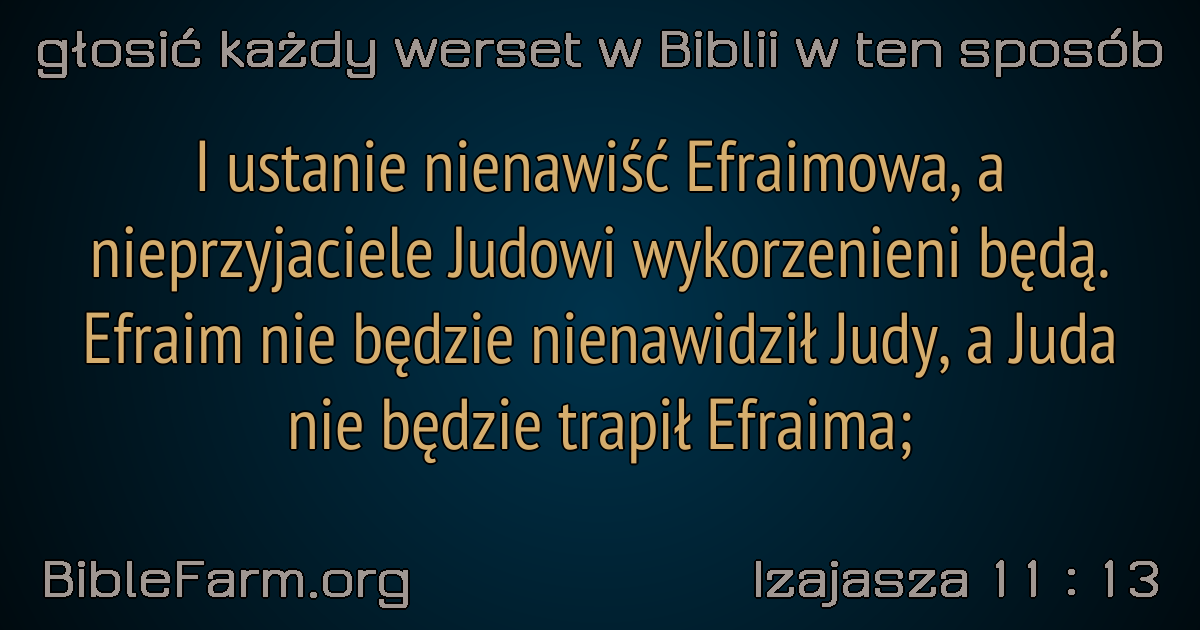 głosić każdy werset w Biblii w ten sposób
I ustanie nienawiść Efraimowa, a
nieprzyjaciele Judowi wykorzenieni będą.
Efraim nie będzie nienawidził Judy, a Juda
nie będzie trapił Efraima;
BibleFarm.org
Izajasza 11 : 13